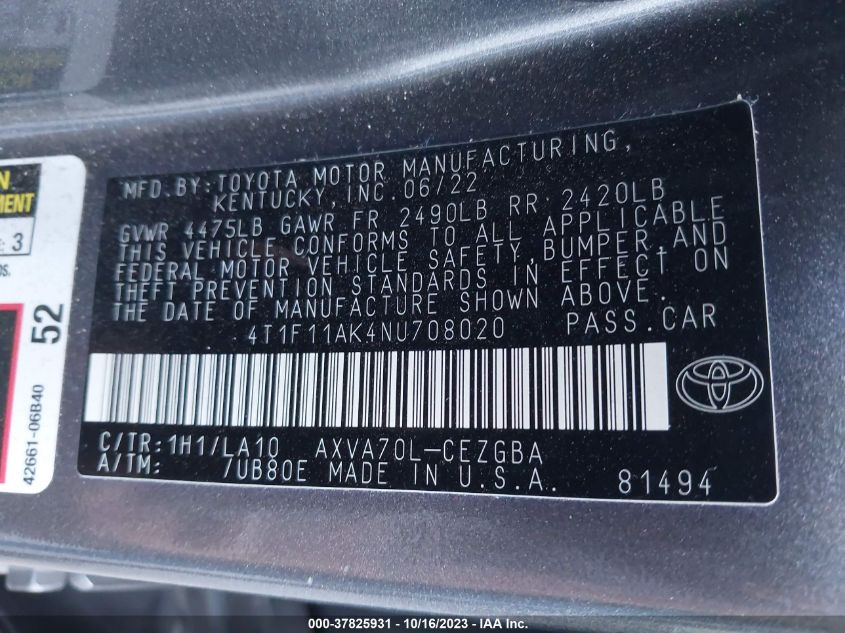 MFD. BY: TOYOTA MOTOR MANUFACTURING,
KENTUCKY, INC. 06/22
GVWR 4475LB GAWR FR 2490LB RR 2420LB
THIS VEHICLE CONFORMS TO ALL APPLICABLE
FEDERAL MOTOR VEHICLE SAFETY, BUMPER, AND
THEFT PREVENTION STANDARDS IN EFFECT ON
THE DATE OF MANUFACTURE SHOWN ABOVE.
4T1F11AK4NU708020 PASS. CAR
C/TR: 1H1/LA10 AXVA70L-CEZGBA
A/TM: 7UB80E MADE IN U.S.A. 81494
: 3
52
42661-06B40
000-37825931 - 10/16/2023 - IAA Inc.